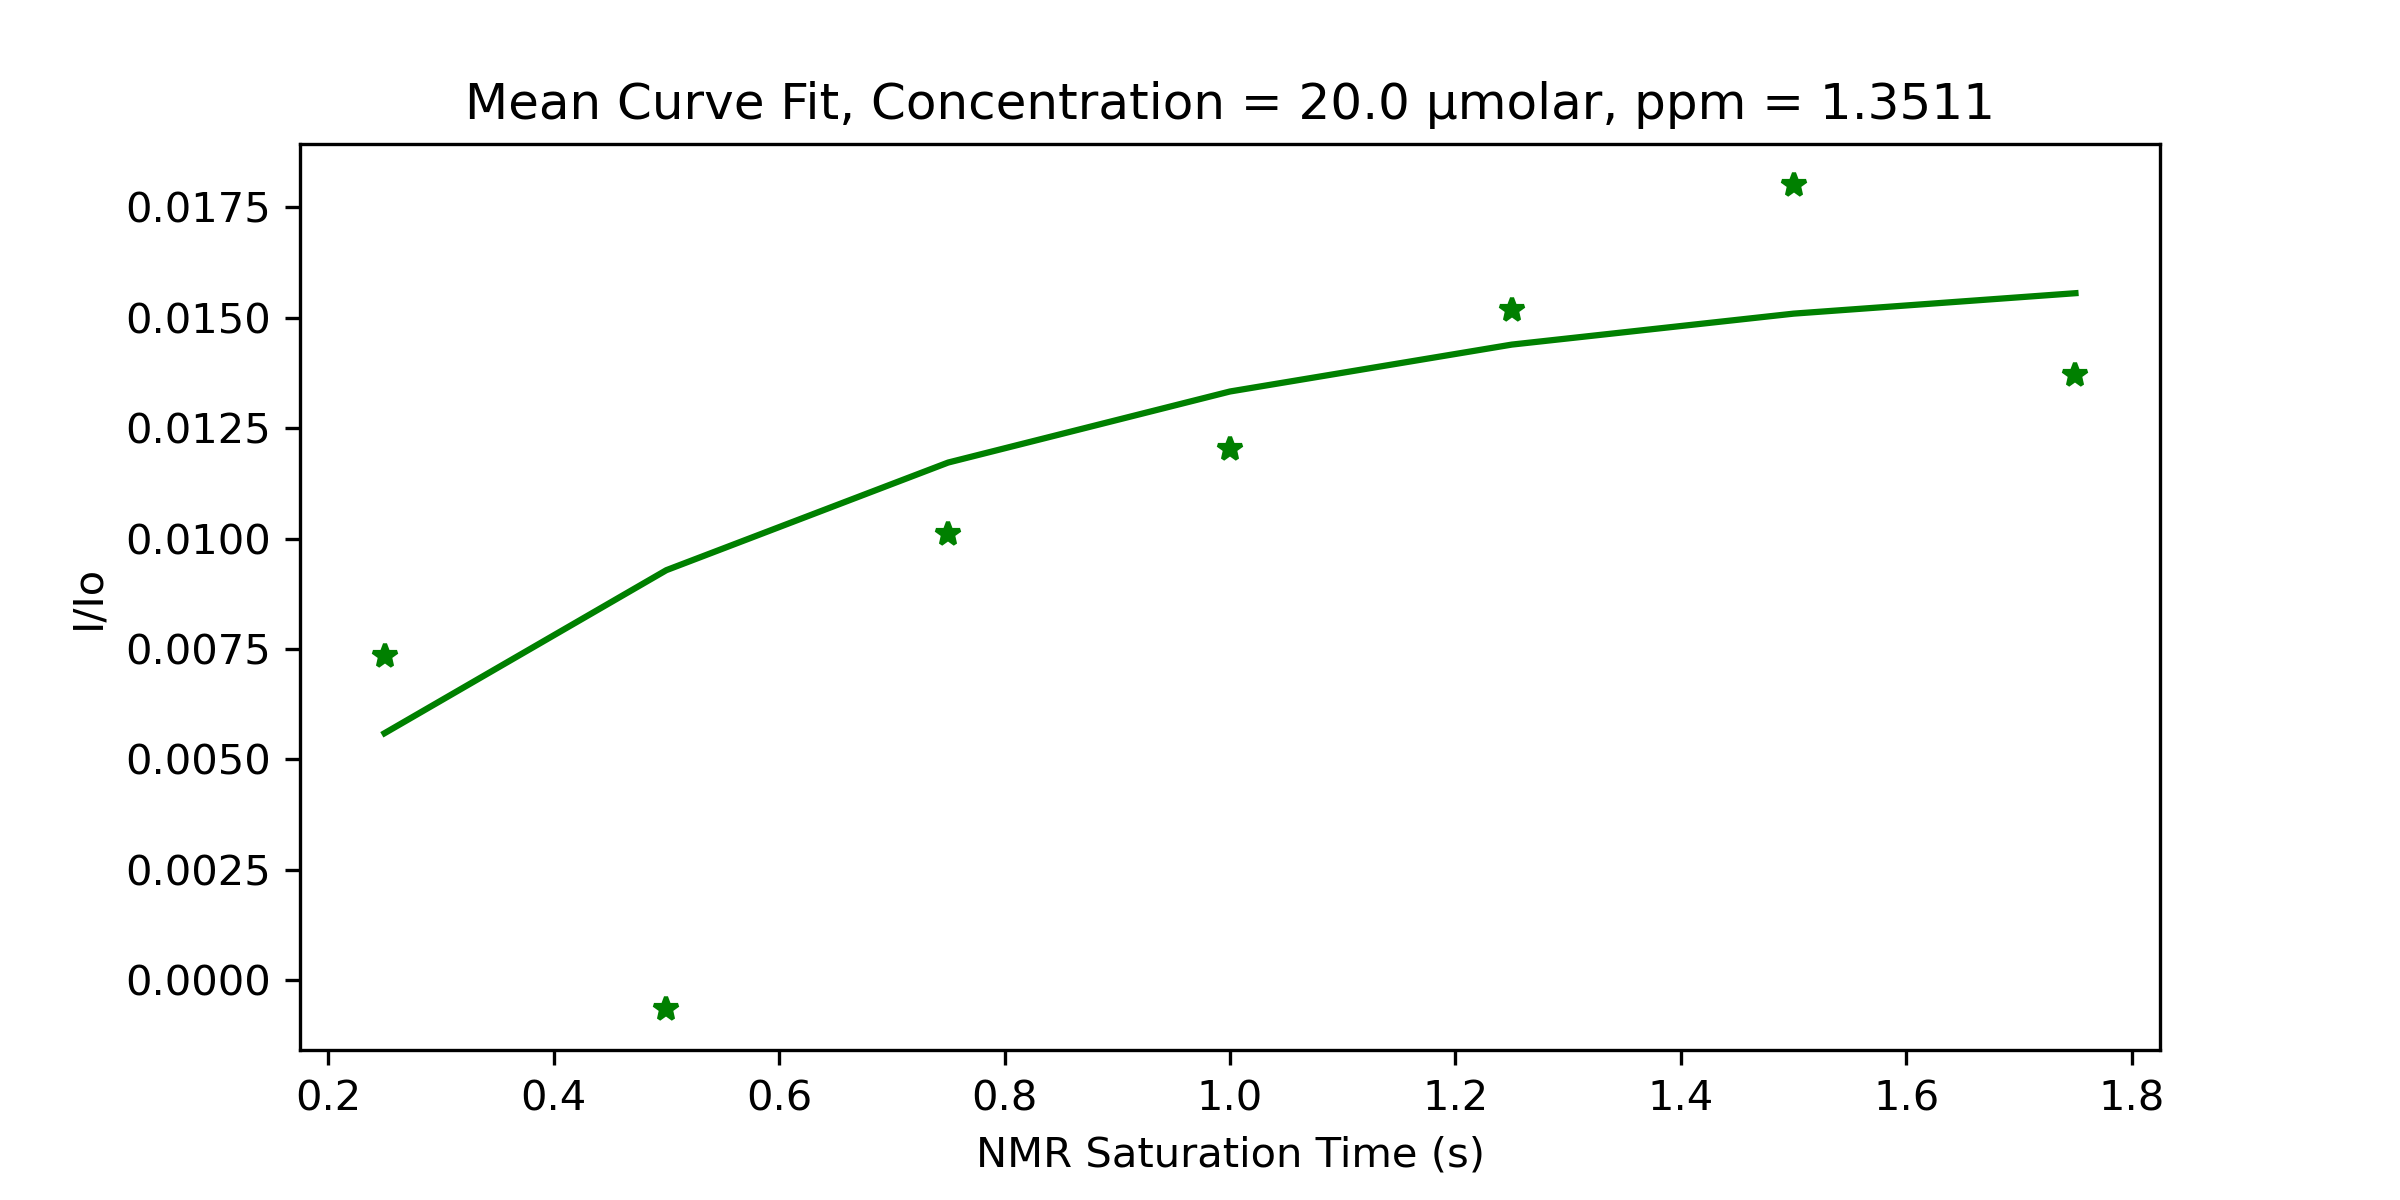 Mean Curve Fit, Concentration = 20.0 µmolar, ppm = 1.3511
I/Io
0.0175
0.0150
0.0125
0.0100
0.0075
0.0050
0.0025
0.0000
0.2 0.4 0.6 0.8 1.0 1.2 1.4 1.6 1.8
NMR Saturation Time (s)